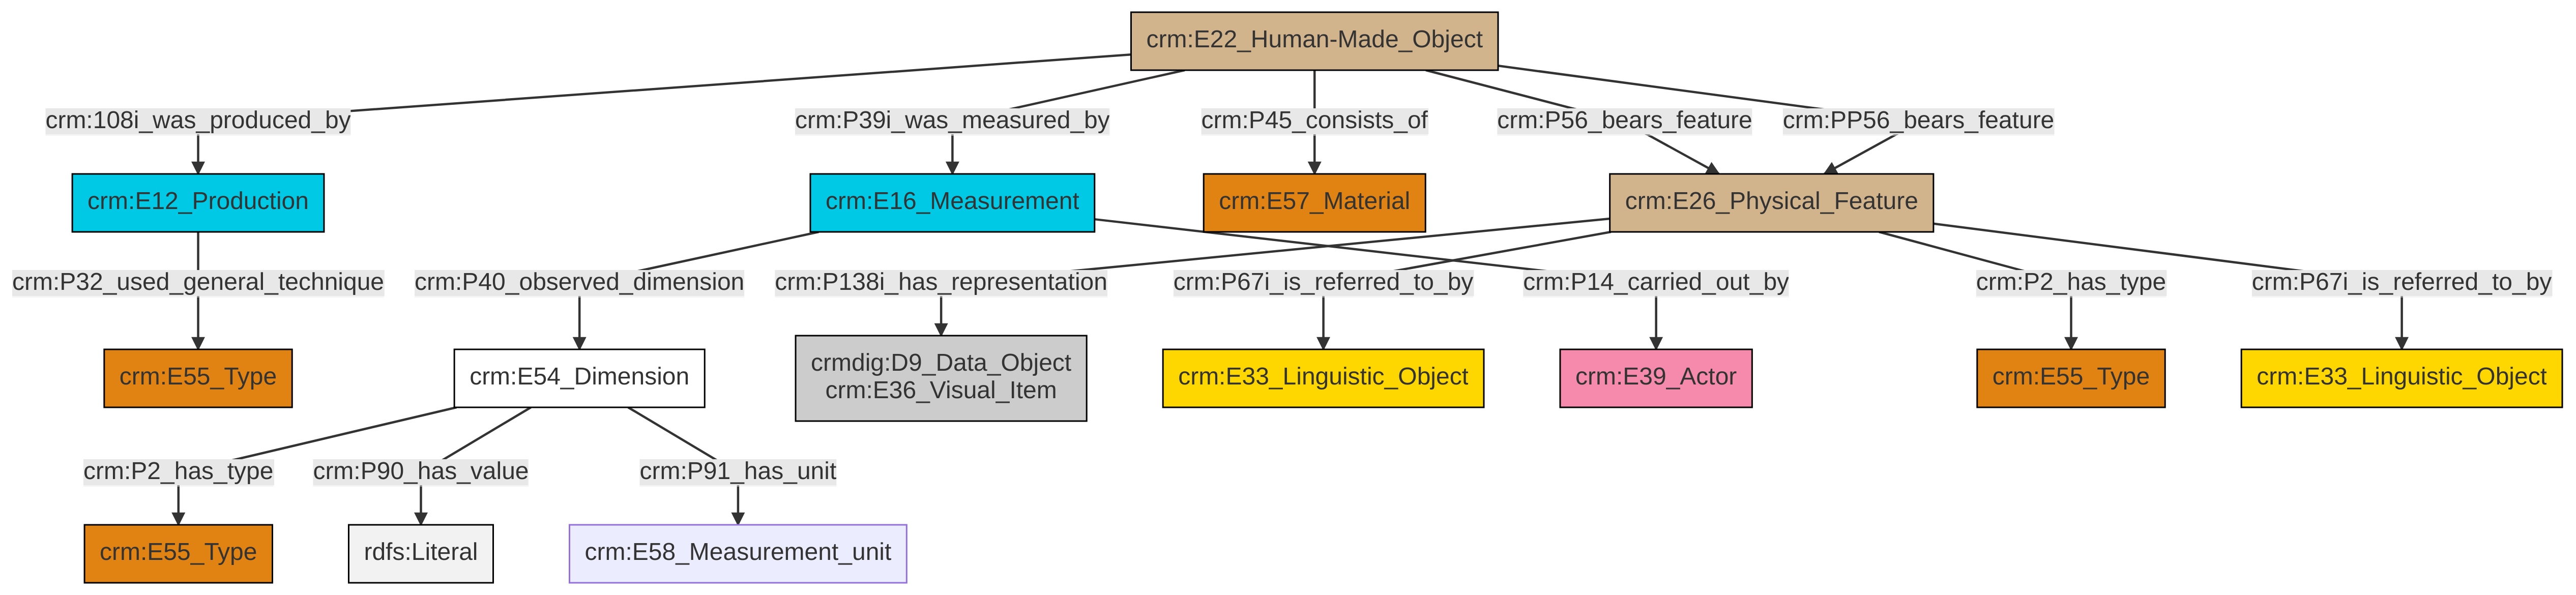 crm:E22_Human-Made_Object
crm:108i_was_produced_by
crm:P39i_was_measured_by
crm:P45_consists_of
crm:P56_bears_feature
crm:PP56_bears_feature
crm:E12_Production
crm:E16_Measurement
crm:E57_Material
crm:E26_Physical_Feature
crm:P32_used_general_technique
crm:P40_observed_dimension
crm:P138i_has_representation
crm:P67i_is_referred_to_by
crm:P14_carried_out_by
crm:P2_has_type
crm:P67i_is_referred_to_by
crm:E55_Type
crm:E54_Dimension
crmdig:D9_Data_Object
crm:E36_Visual_Item
crm:E33_Linguistic_Object
crm:E39_Actor
crm:E55_Type
crm:E33_Linguistic_Object
crm:P2_has_type
crm:P90_has_value
crm:P91_has_unit
crm:E55_Type
rdfs:Literal
crm:E58_Measurement_unit